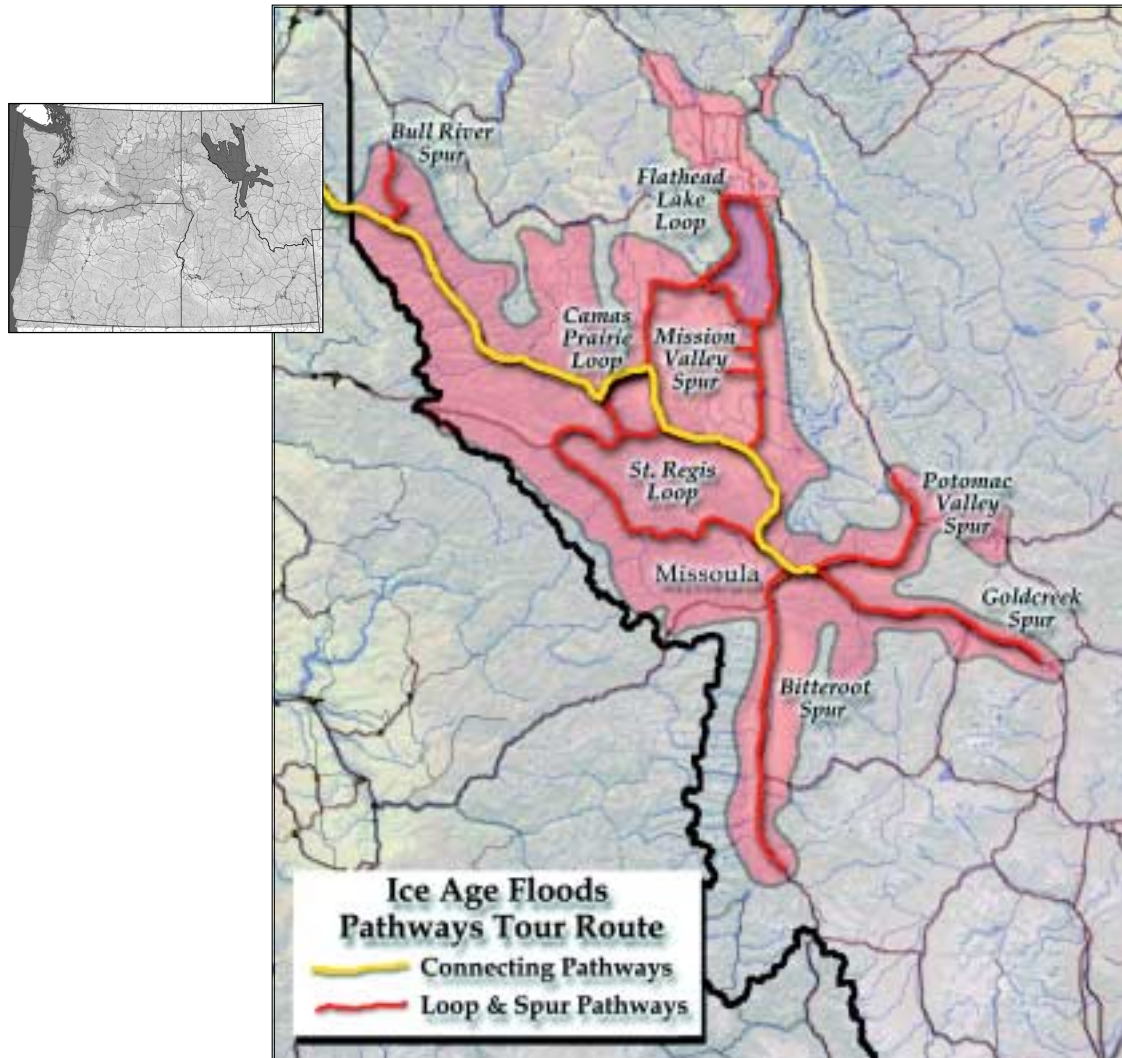 Bull River
Spur
Flathead
Lake
Loop
Camas
Prairie
Loop
Mission
Valley
Spur
St. Regis
Loop
Potomac
Valley
Spur
Missoula
Goldcreek
Spur
Bitteroot
Spur
Ice Age Floods
Pathways Tour Route
Connecting Pathways
Loop & Spur Pathways